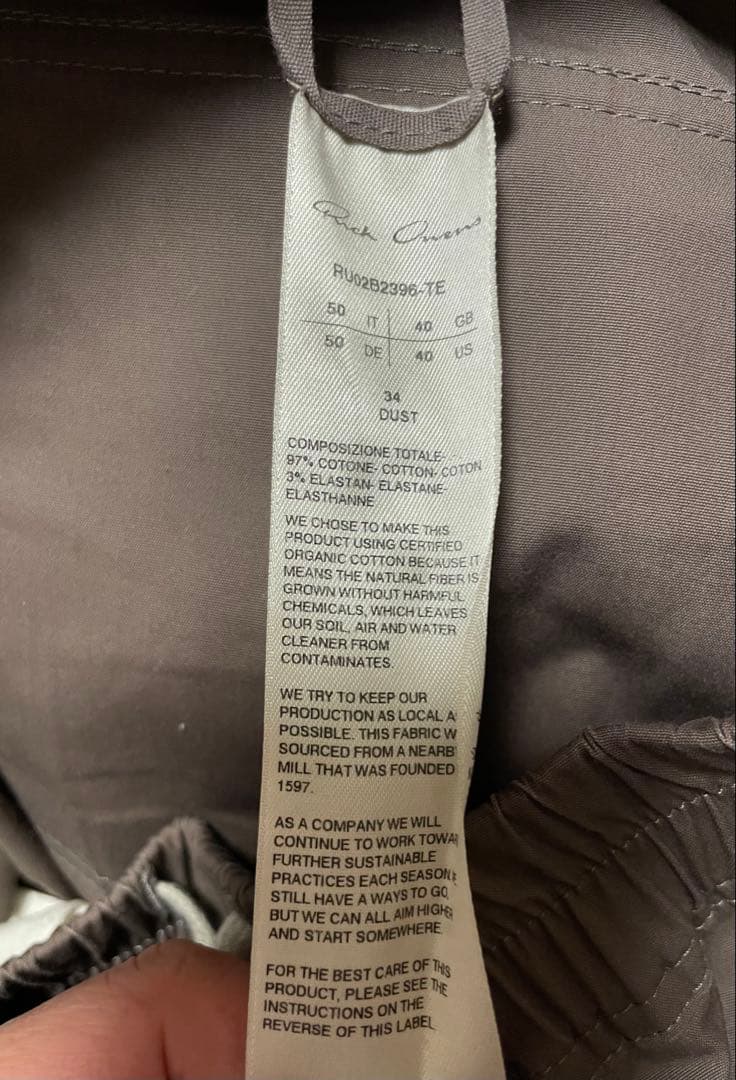 Rick Owens
RU02B2396-TE
50 IT 40 GB
50 DE 40 US
34
DUST
COMPOSIZIONE TOTALE-
97% COTONE- COTTON- COTON
3% ELASTAN- ELASTANE-
ELASTHANNE
WE CHOSE TO MAKE THIS
PRODUCT USING CERTIFIED
ORGANIC COTTON BECAUSE IT
MEANS THE NATURAL FIBER IS
GROWN WITHOUT HARMFUL
CHEMICALS, WHICH LEAVES
OUR SOIL, AIR AND WATER
CLEANER FROM
CONTAMINATES.
WE TRY TO KEEP OUR
PRODUCTION AS LOCAL A
POSSIBLE. THIS FABRIC W
SOURCED FROM A NEARB
MILL THAT WAS FOUNDED
1597.
AS A COMPANY WE WILL
CONTINUE TO WORK TOWAR
FURTHER SUSTAINABLE
PRACTICES EACH SEASON.
STILL HAVE A WAYS TO GO
BUT WE CAN ALL AIM HIGHER
AND START SOMEWHERE
FOR THE BEST CARE OF THIS
PRODUCT, PLEASE SEE THE
INSTRUCTIONS ON THE
REVERSE OF THIS LABEL